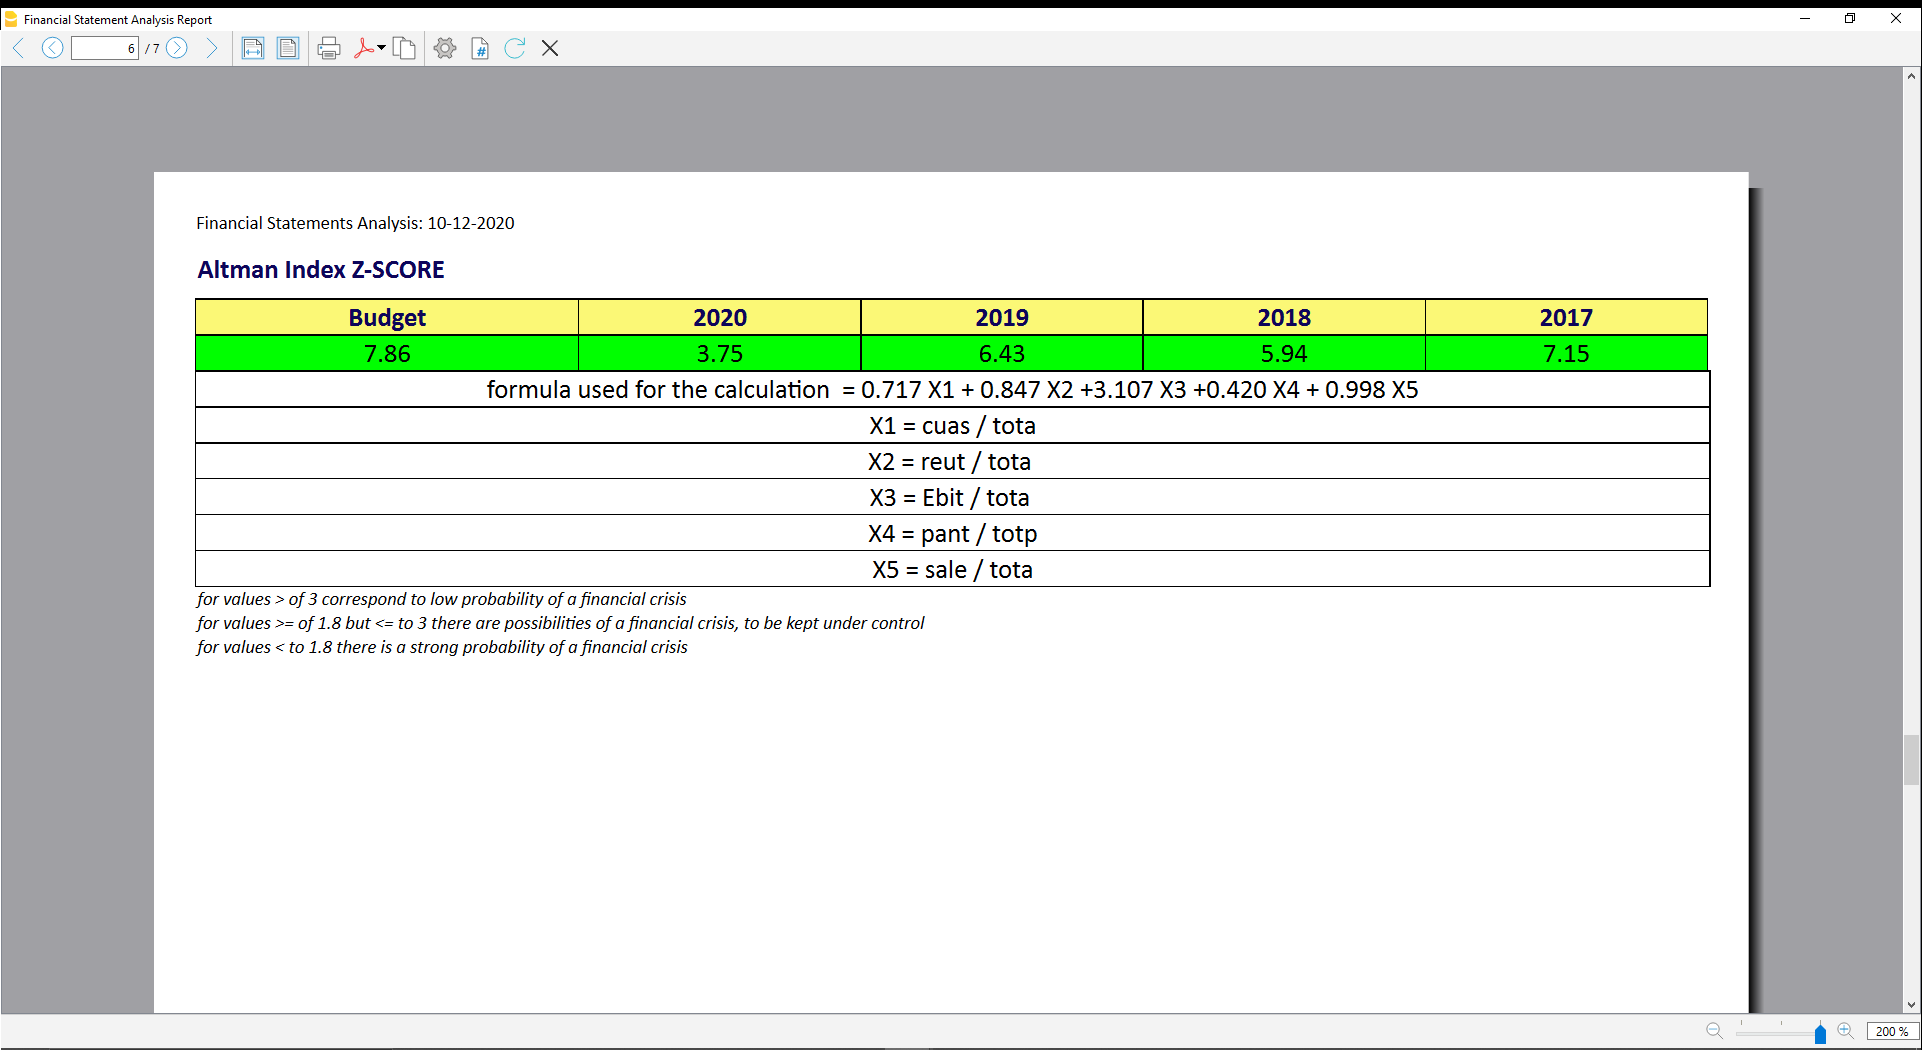 Financial Statement Analysis Report
6 / 7
Financial Statements Analysis: 10-12-2020
Altman Index Z-SCORE
Budget 2020 2019 2018 2017
7.86 3.75 6.43 5.94 7.15
formula used for the calculation = 0.717 X1 + 0.847 X2 +3.107 X3 +0.420 X4 + 0.998 X5
X1 = cuas / tota
X2 = reut / tota
X3 = Ebit / tota
X4 = pant / totp
X5 = sale / tota
for values > of 3 correspond to low probability of a financial crisis
for values >= of 1.8 but <= to 3 there are possibilities of a financial crisis, to be kept under control
for values < to 1.8 there is a strong probability of a financial crisis
200 %